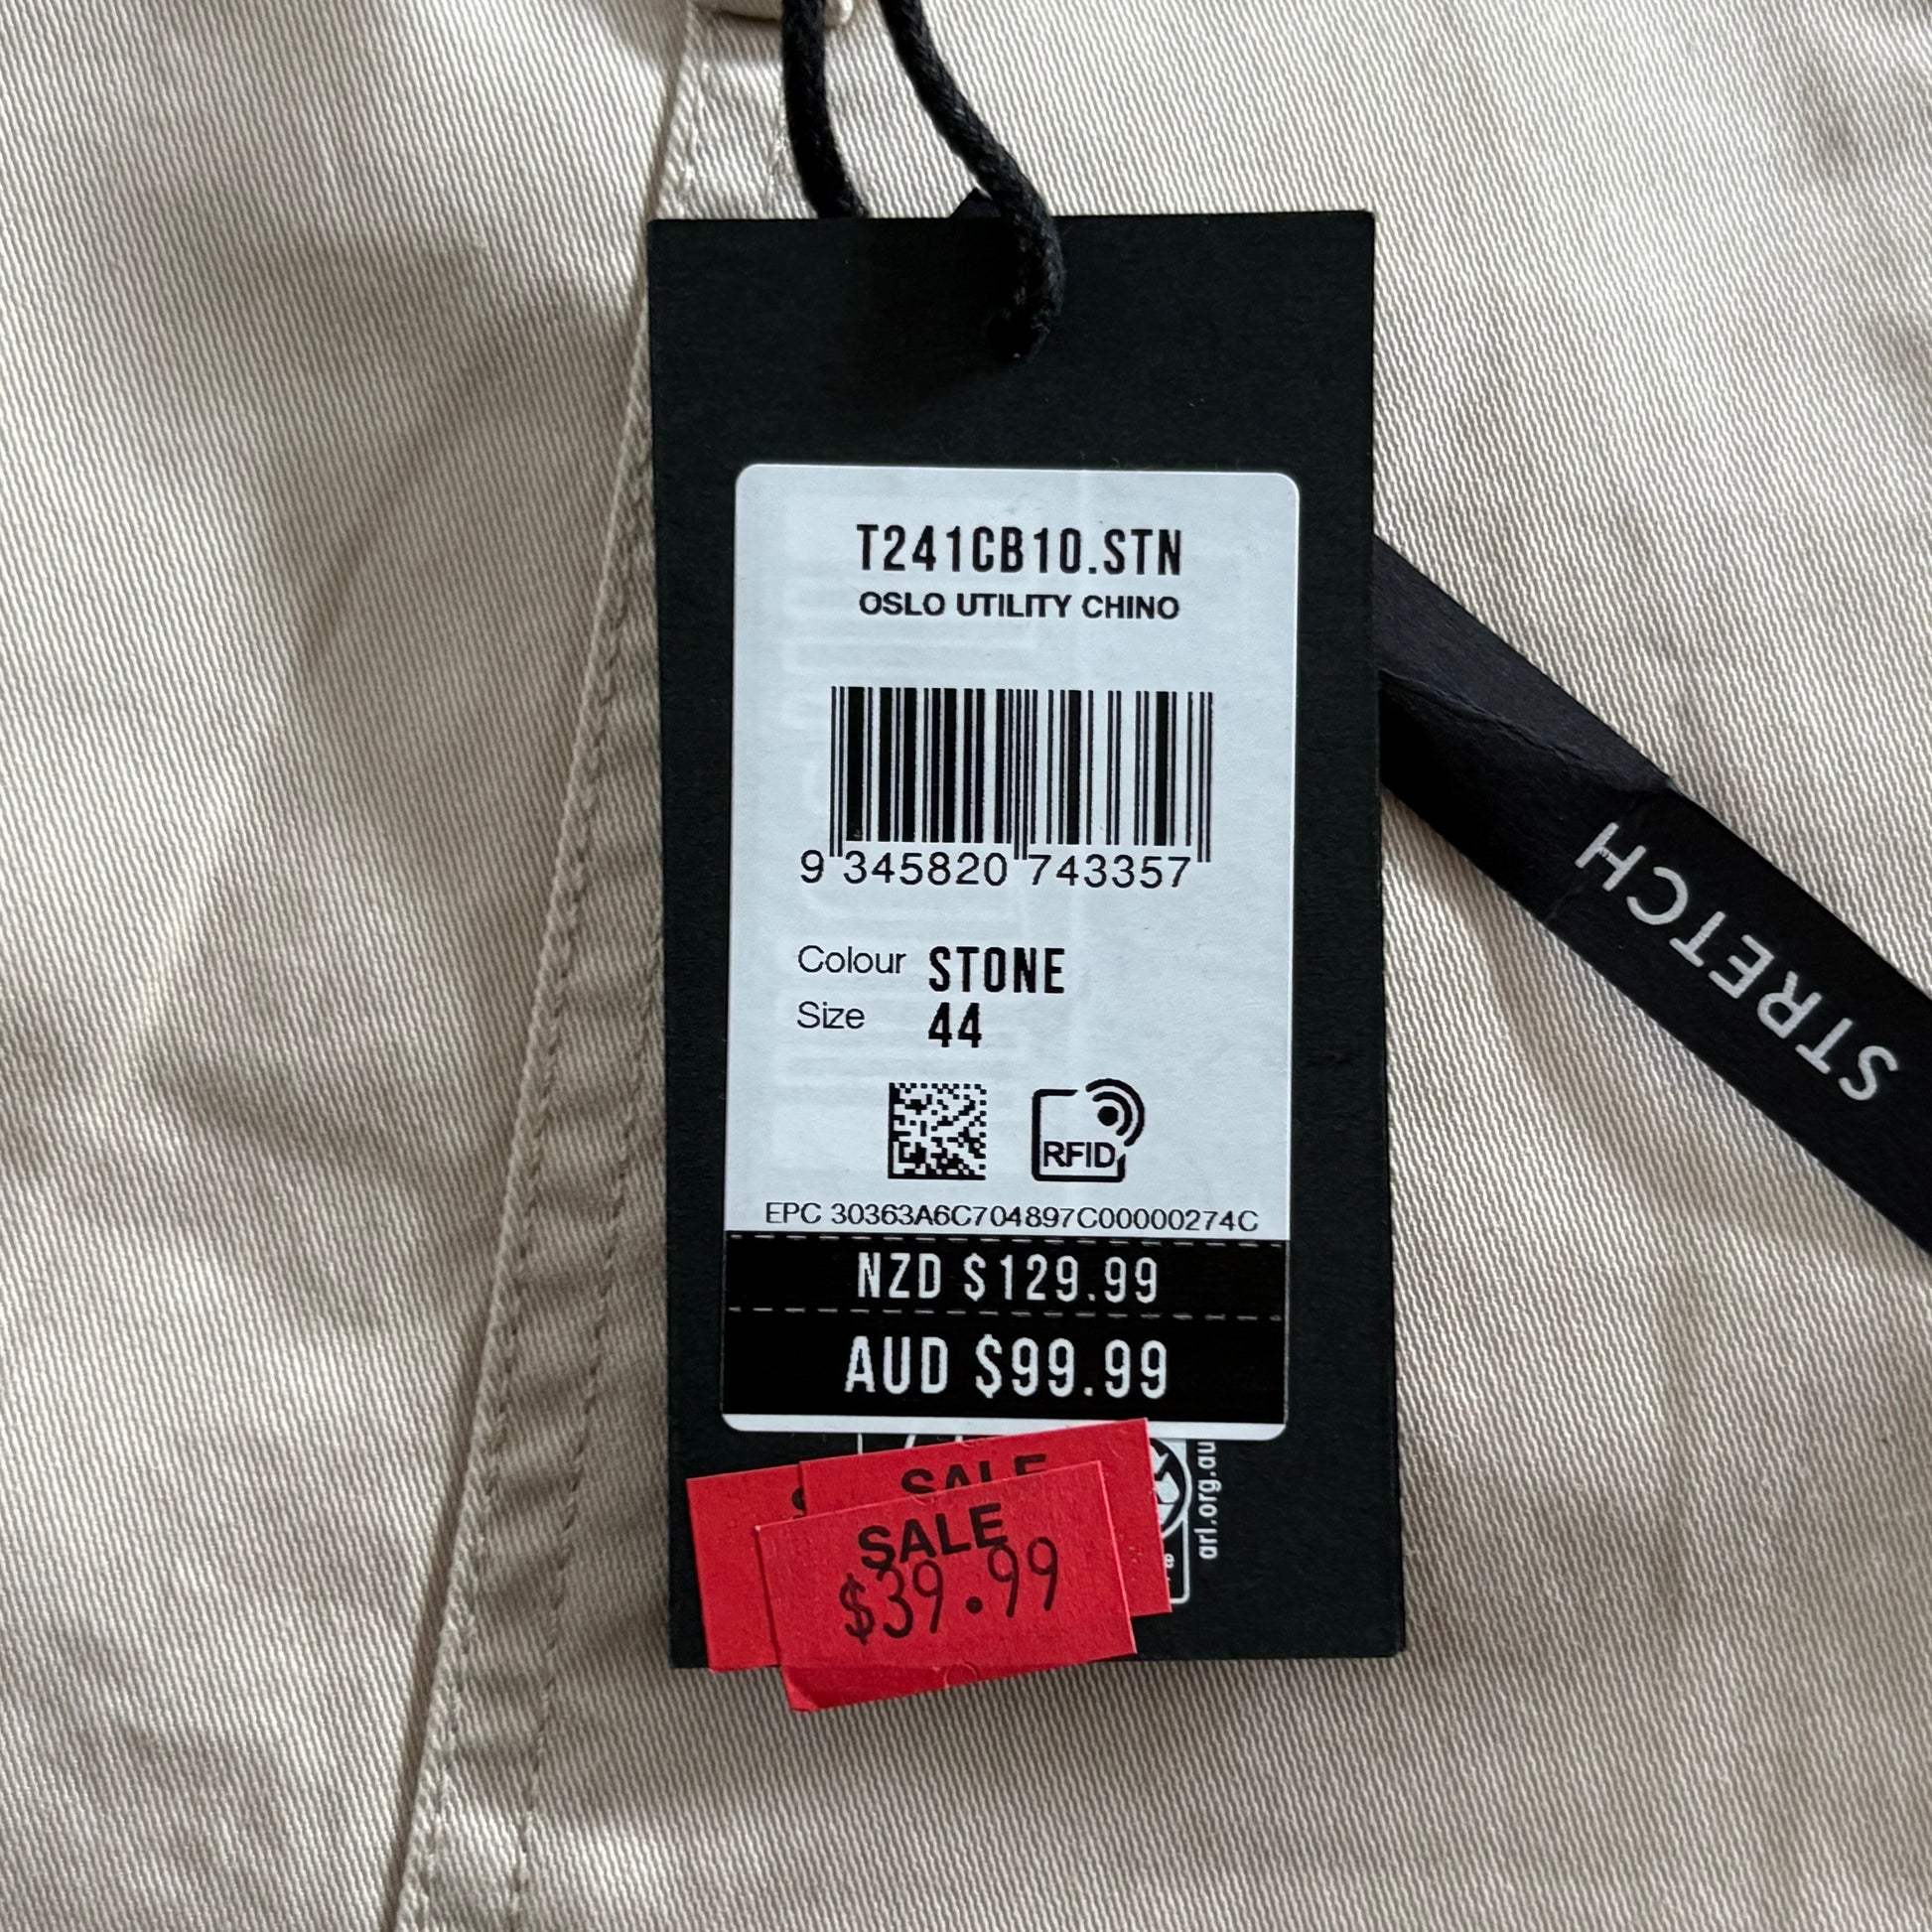 T241CB10.STN
OSLO UTILITY CHINO
9 345820 743357
Colour STONE
Size 44
RFID
EPC 30363A6C704897C00000274C
NZD $129.99
AUD $99.99
SALE
SALE
$39.99
arl.org.au
STRETCH